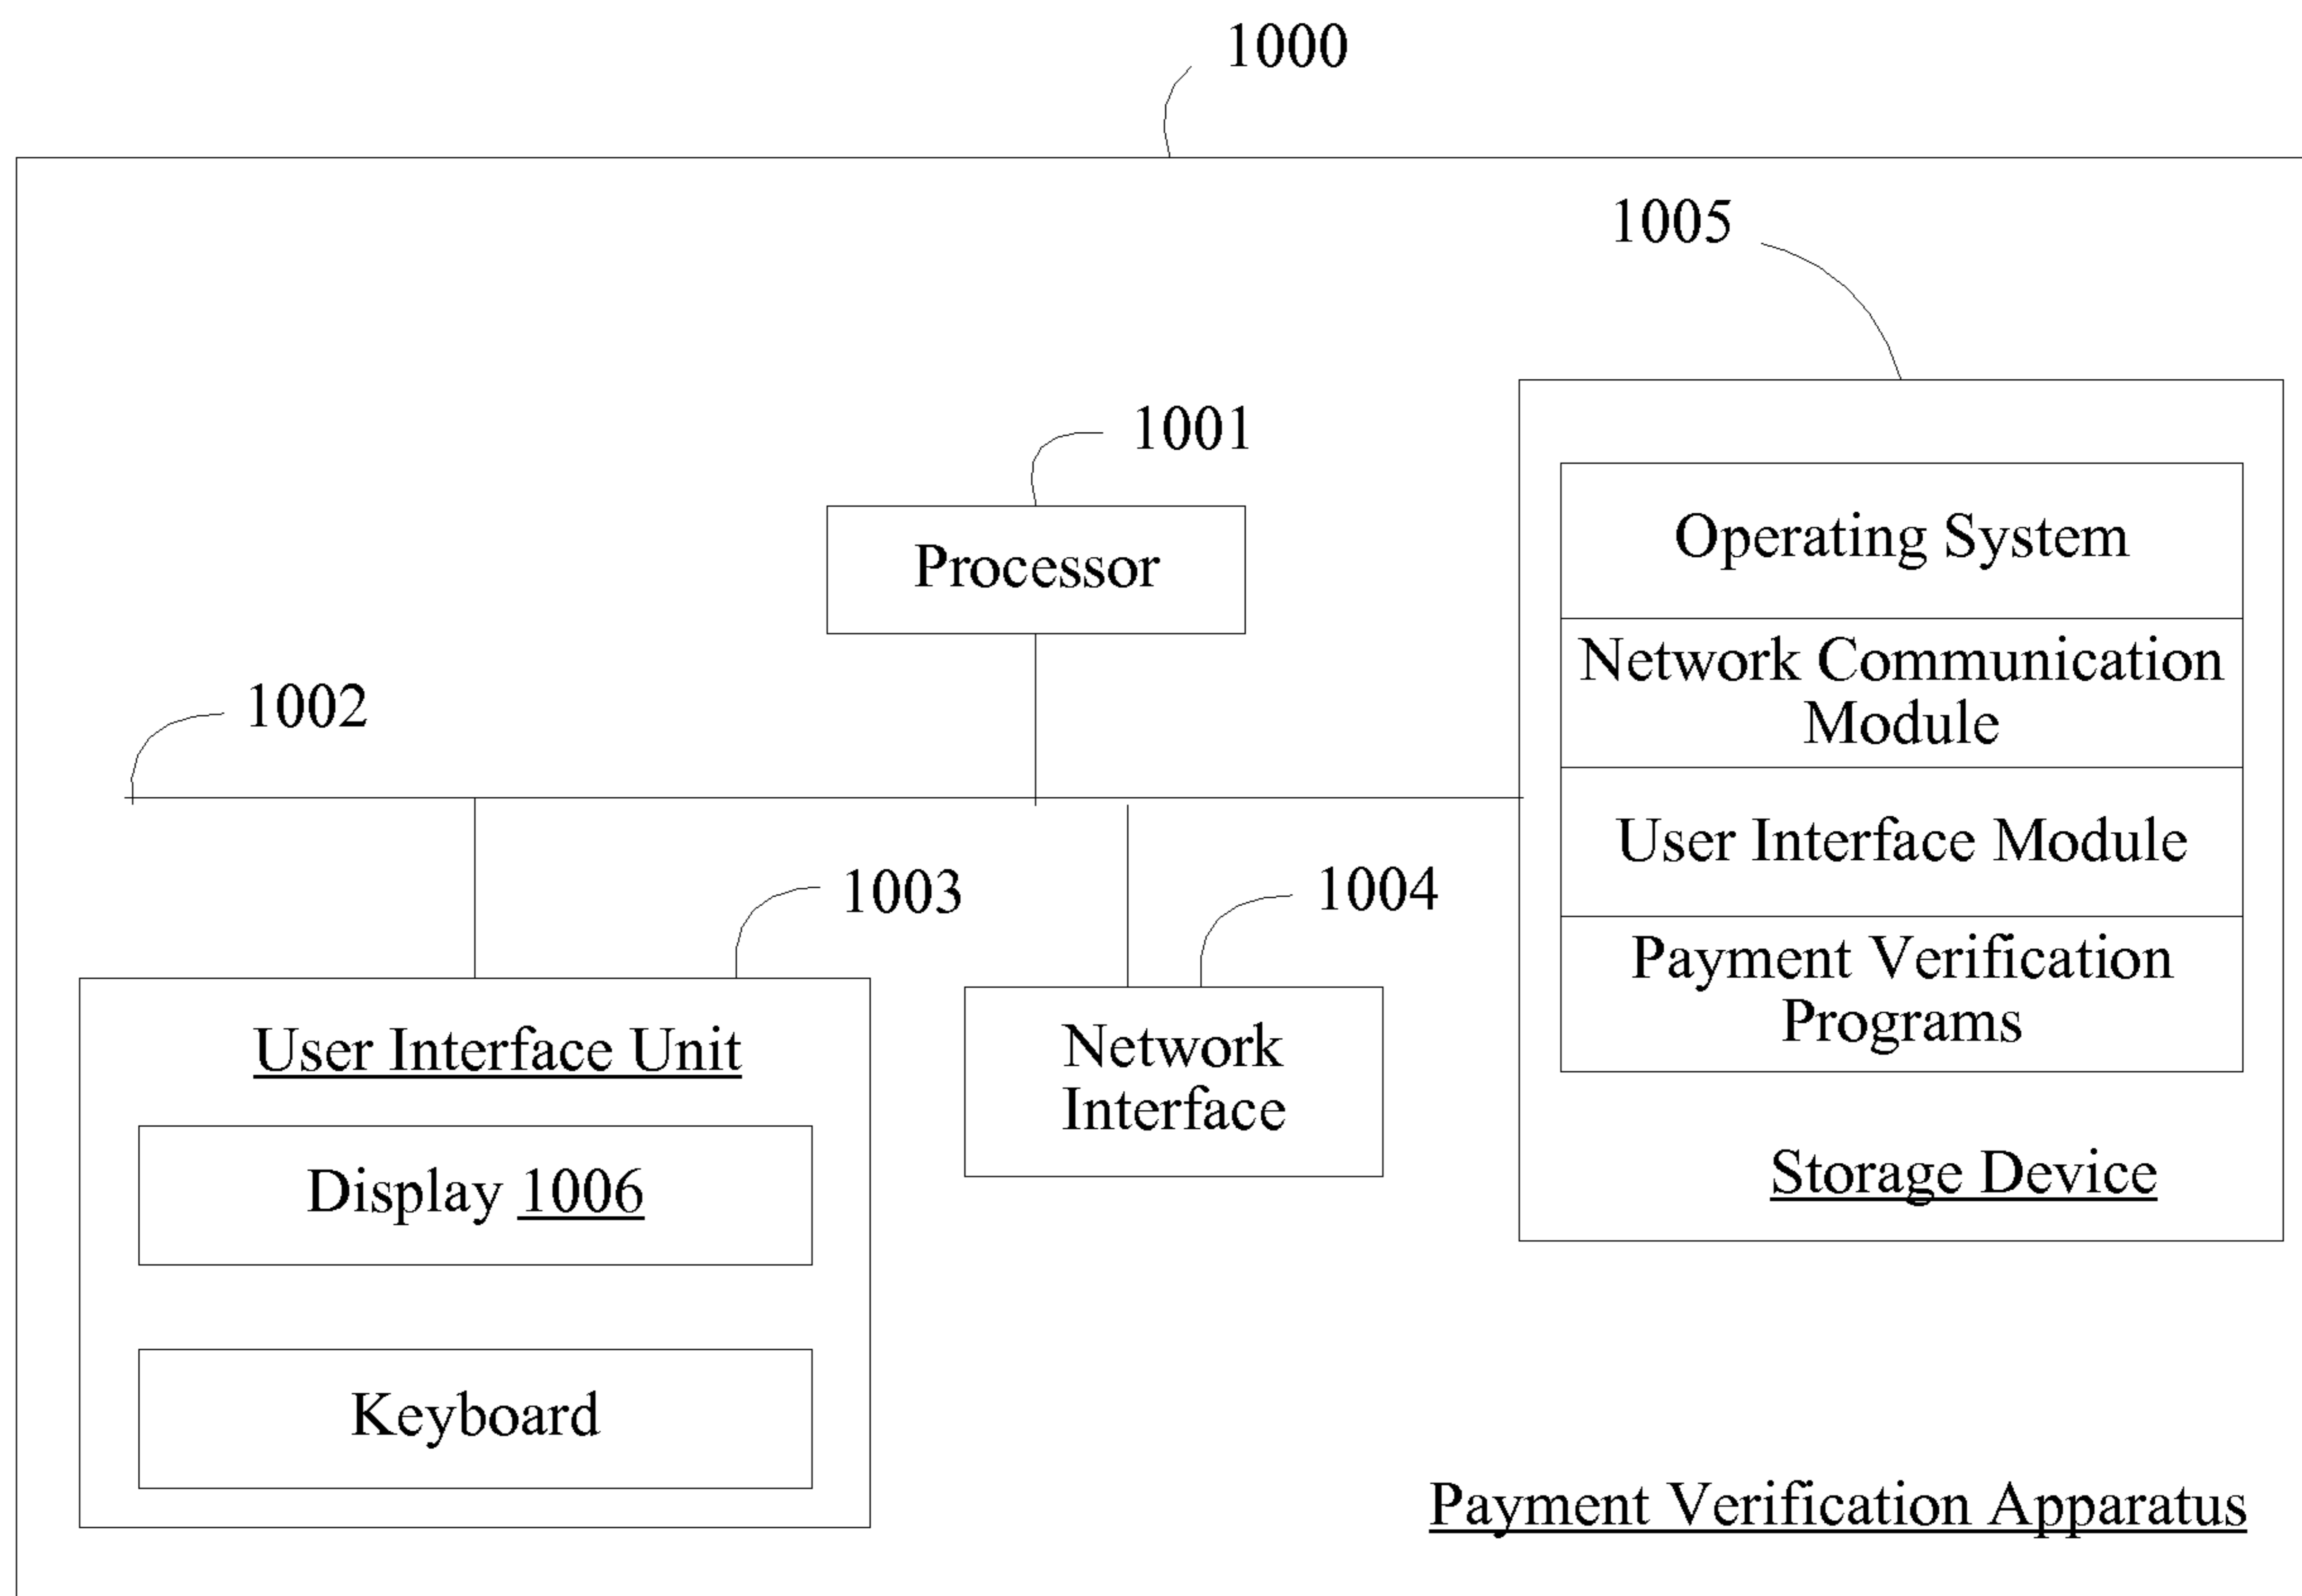 1000
1005
1001
Processor
1002
Operating System
Network Communication
Module
User Interface Module
Payment Verification
Programs
Storage Device
1003
User Interface Unit
Display 1006
Keyboard
1004
Network
Interface
Payment Verification Apparatus